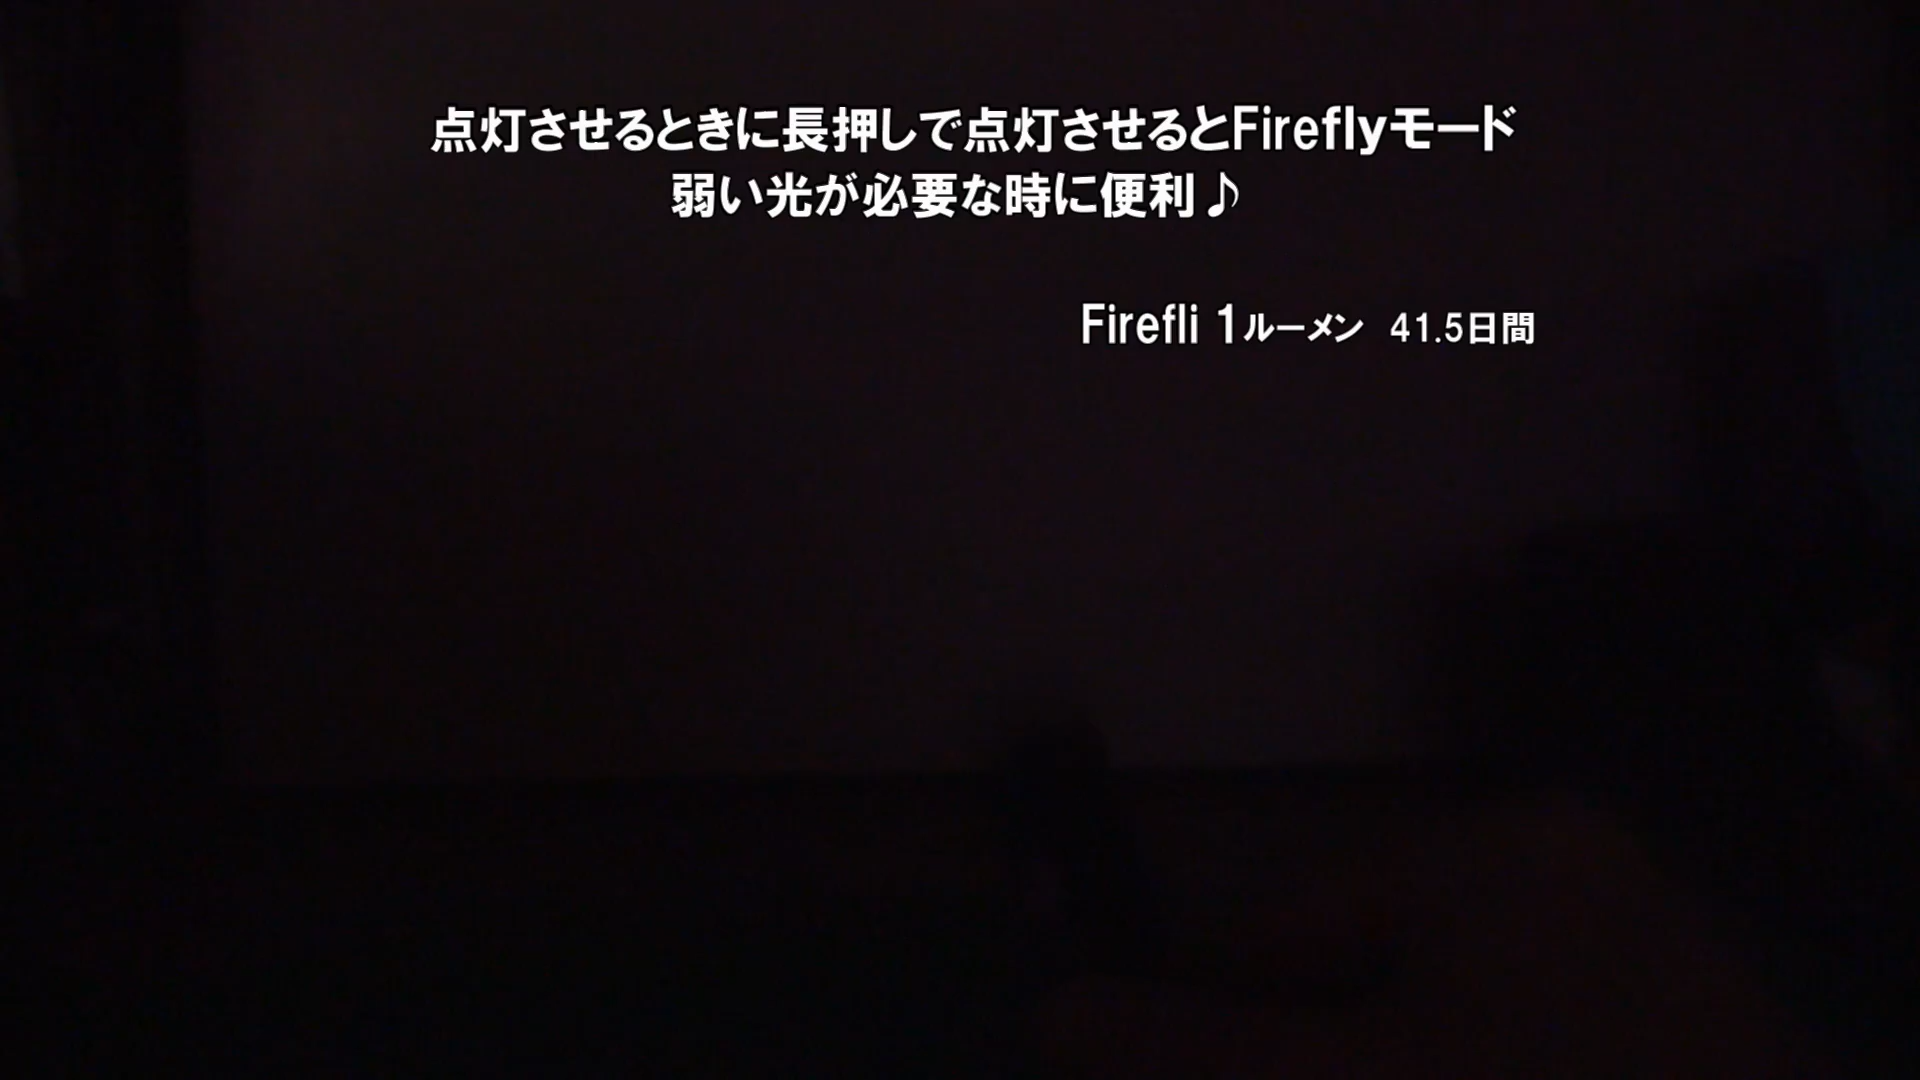 点灯させるときに長押しで点灯させるとFireflyモード
弱い光が必要な時に便利♪
Firefli 1ルーメン 41.5日間